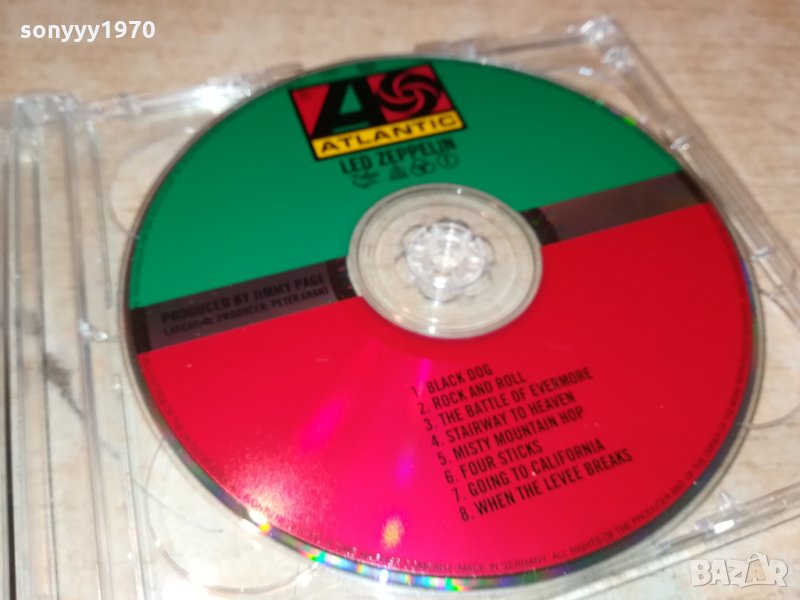 sonyyy1970
A
ATLANTIC
LED ZEPPELIN
PRODUCED BY JIMMY PAGE
EXECUTIVE PRODUCER: PETER GRANT
1. BLACK DOG
2. ROCK AND ROLL
3. THE BATTLE OF EVERMORE
4. STAIRWAY TO HEAVEN
5. MISTY MOUNTAIN HOP
6. FOUR STICKS
7. GOING TO CALIFORNIA
8. WHEN THE LEVEE BREAKS
MADE IN GERMANY. ALL RIGHTS OF THE PRODUCER AND OF THE OWNER OF
BAZAR